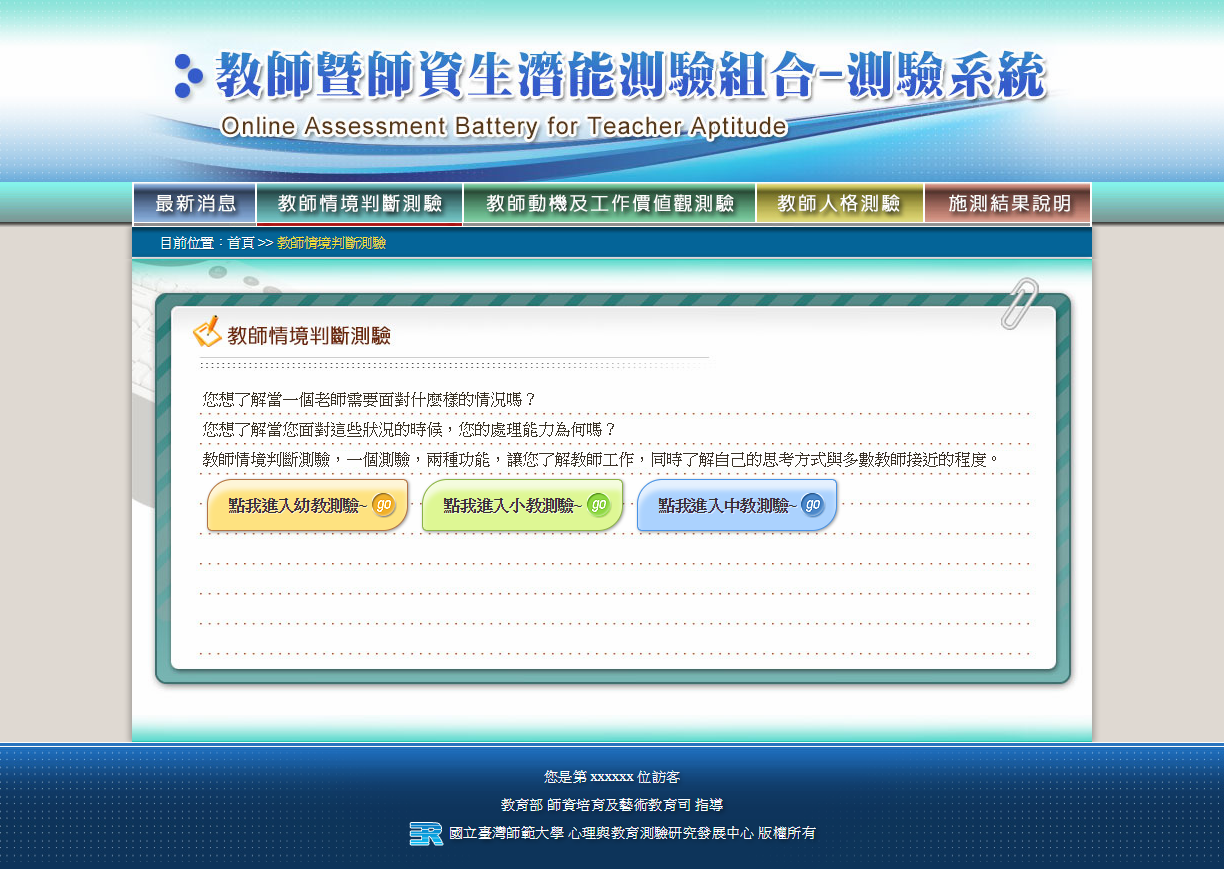 教師暨師資生潛能測驗組合-測驗系統
Online Assessment Battery for Teacher Aptitude
最新消息 教師情境判斷測驗 教師動機及工作價值觀測驗 教師人格測驗 施測結果說明
目前位置：首頁 >> 教師情境判斷測驗
教師情境判斷測驗
您想了解當一個老師需要面對什麼樣的情況嗎？
您想了解當您面對這些狀況的時候，您的處理能力為何嗎？
教師情境判斷測驗，一個測驗，兩種功能，讓您了解教師工作，同時了解自己的思考方式與多數教師接近的程度。
點我進入幼教測驗~ go 點我進入小教測驗~ go 點我進入中教測驗~ go
您是第 xxxxxx 位訪客
教育部 師資培育及藝術教育司 指導
國立臺灣師範大學 心理與教育測驗研究發展中心 版權所有